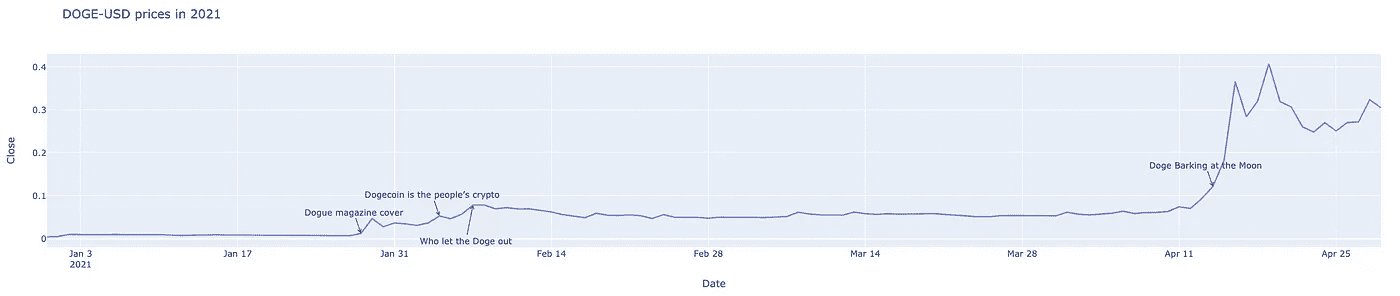 DOGE-USD prices in 2021
Close
0.4
0.3
0.2
0.1
0
Dogue magazine cover
Dogecoin is the people's crypto
Who let the Doge out
Doge Barking at the Moon
Jan 3
2021
Jan 17
Jan 31
Feb 14
Feb 28
Mar 14
Mar 28
Apr 11
Apr 25
Date